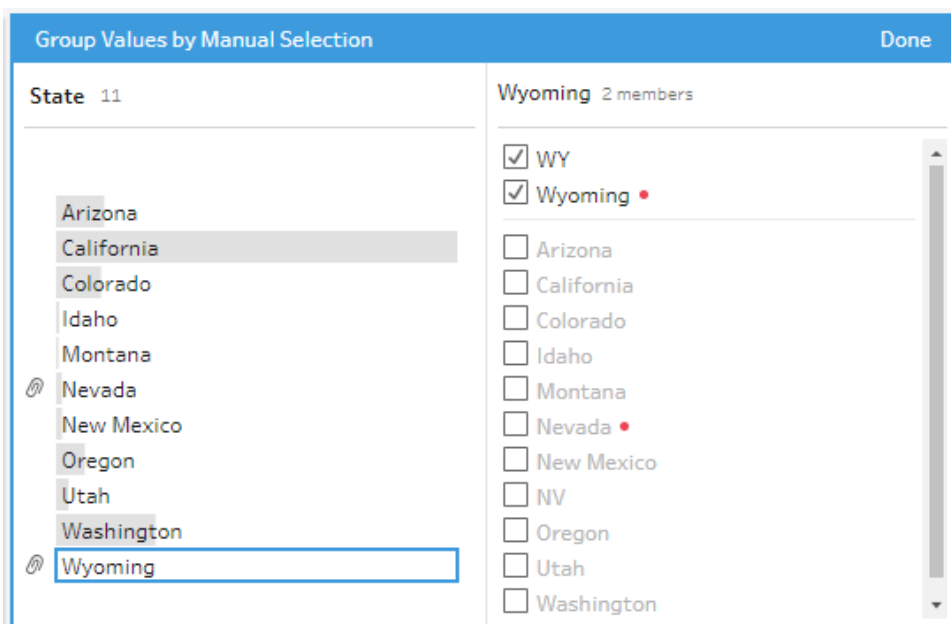 Group Values by Manual Selection Done
State 11
Arizona
California
Colorado
Idaho
Montana
Nevada
New Mexico
Oregon
Utah
Washington
Wyoming
Wyoming 2 members
WY
Wyoming
Arizona
California
Colorado
Idaho
Montana
Nevada
New Mexico
NV
Oregon
Utah
Washington